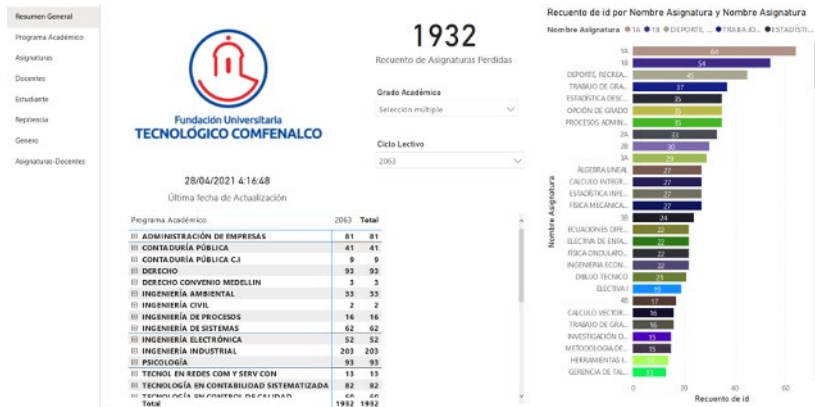 Resumen General
Programa Académico
Asignaturas
Docentes
Estudiante
Repitencia
Genero
Asignaturas-Docentes
Fundación Universitaria
TECNOLÓGICO COMFENALCO
28/04/2021 4:16:48
Última fecha de Actualización
1932
Recuento de Asignaturas Perdidas
Grado Académico
Selección múltiple
Ciclo Lectivo
2063
Programa Académico 2063 Total
ADMINISTRACIÓN DE EMPRESAS 81 81
CONTADURÍA PÚBLICA 41 41
CONTADURÍA PÚBLICA C.I 9 9
DERECHO 93 93
DERECHO CONVENIO MEDELLIN 3 3
INGENIERÍA AMBIENTAL 33 33
INGENIERÍA CIVIL 2 2
INGENIERÍA DE PROCESOS 16 16
INGENIERÍA DE SISTEMAS 62 62
INGENIERÍA ELECTRÓNICA 52 52
INGENIERÍA INDUSTRIAL 203 203
PSICOLOGÍA 93 93
TECNOL EN REDES COM Y SERV CON 13 13
TECNOLOGÍA EN CONTABILIDAD SISTEMATIZADA 82 82
TECNOLOGÍA EN CONTROL DE CALIDAD 60 60
Total 1932 1932
Recuento de id por Nombre Asignatura y Nombre Asignatura
Nombre Asignatura 1A 1B DEPORTE, ... TRABAJO... ESTADÍSTI...
Nombre Asignatura
1A 64
1B 54
DEPORTE, RECREA... 45
TRABAJO DE GRA... 37
ESTADÍSTICA DESC... 35
OPCIÓN DE GRADO 35
PROCESOS ADMIN... 35
2A 33
2B 30
3A 29
ÁLGEBRA LINEAL 27
CALCULO INTEGR... 27
ESTADÍSTICA INFE... 27
FÍSICA MECÁNICA... 27
3B 24
ECUACIONES DIFE... 22
ELECTIVA DE ENFA... 22
FÍSICA ONDULATO... 22
INGENIERIA ECON... 22
DIBUJO TECNICO 21
ELECTIVA I 19
4B 17
CALCULO VECTOR... 16
TRABAJO DE GRA... 16
INVESTIGACIÓN O... 15
METODOLOGIA DE... 15
HERRAMIENTAS I... 14
GERENCIA DE TAL... 13
0 20 40 60
Recuento de id